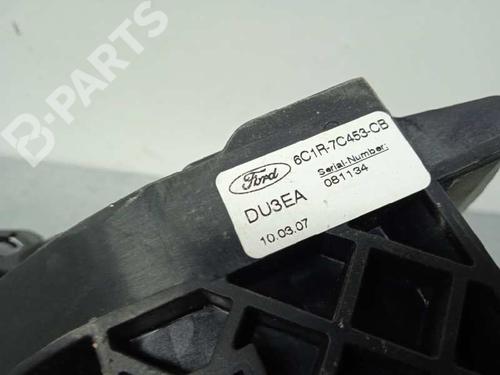 B-PARTS
Ford
6C1R-7C453-CB
Serial-Number:
081134
DU3EA
10.03.07